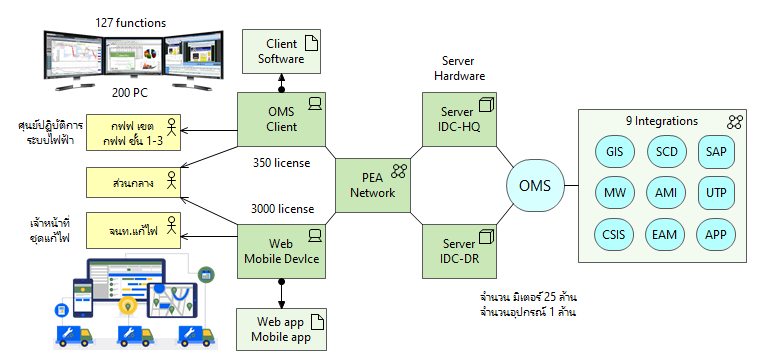 127 functions
200 PC
Client
Software
Server
Hardware
ศูนย์ปฏิบัติการ
ระบบไฟฟ้า
กฟฟ เขต
กฟฟ ชั้น 1-3
OMS
Client
Server
IDC-HQ
9 Integrations
GIS
SCD
SAP
350 license
ส่วนกลาง
PEA
Network
OMS
MW
AMI
UTP
3000 license
เจ้าหน้าที่
ชุดแก้ไฟ
จนท.แก้ไฟ
Web
Mobile Device
Server
IDC-DR
CSIS
EAM
APP
จำนวน มิเตอร์ 25 ล้าน
จำนวนอุปกรณ์ 1 ล้าน
Web app
Mobile app